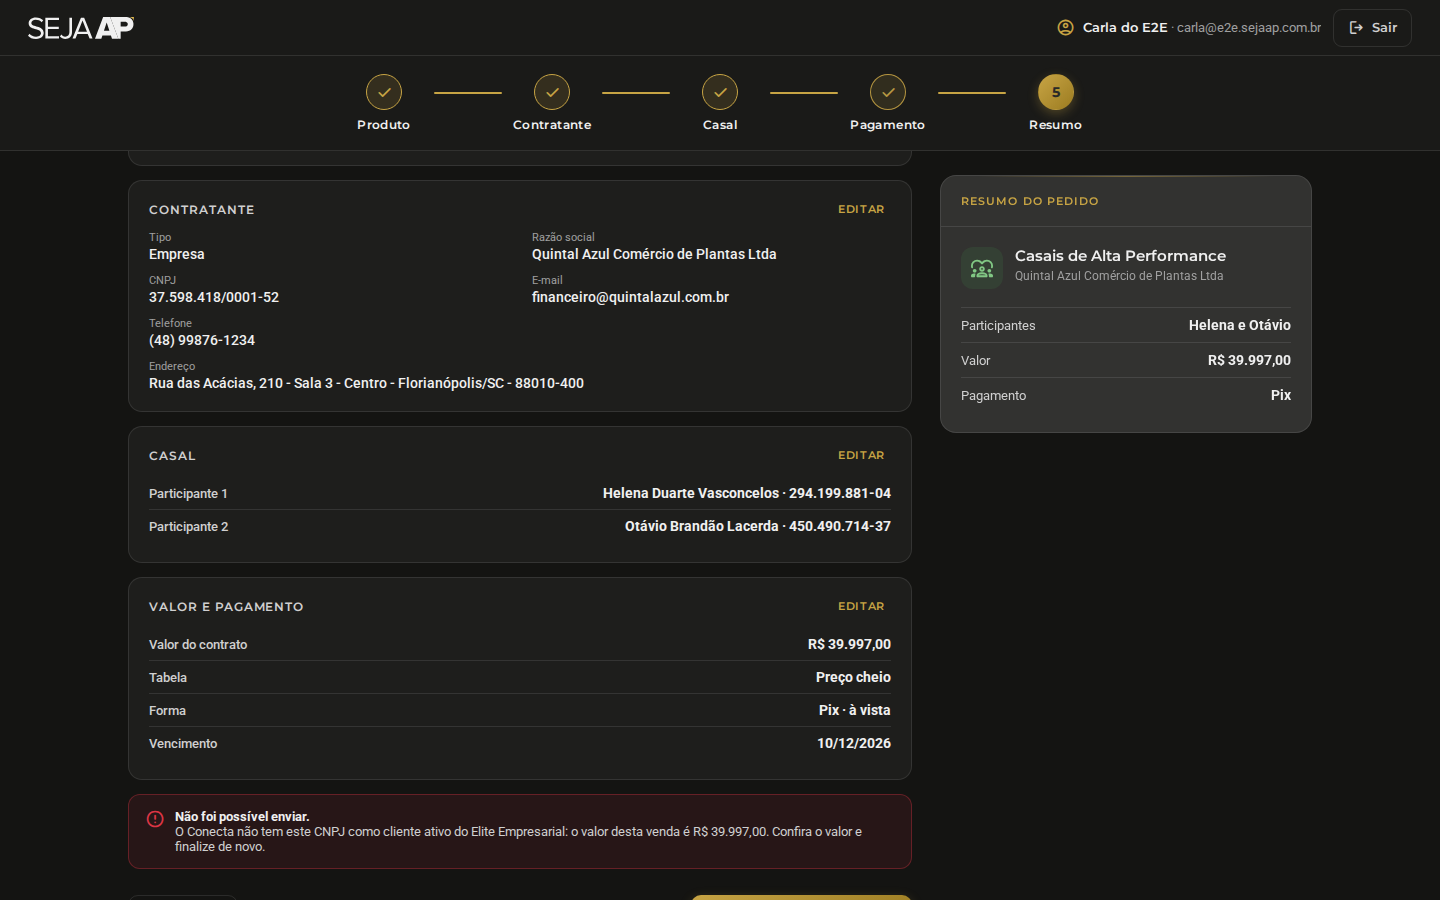 SEJA AP
Carla do E2E · carla@e2e.sejaap.com.br
Sair
5
Produto
Contratante
Casal
Pagamento
Resumo
CONTRATANTE
EDITAR
Tipo
Empresa
Razão social
Quintal Azul Comércio de Plantas Ltda
CNPJ
37.598.418/0001-52
E-mail
financeiro@quintalazul.com.br
Telefone
(48) 99876-1234
Endereço
Rua das Acácias, 210 - Sala 3 - Centro - Florianópolis/SC - 88010-400
CASAL
EDITAR
Participante 1
Helena Duarte Vasconcelos · 294.199.881-04
Participante 2
Otávio Brandão Lacerda · 450.490.714-37
VALOR E PAGAMENTO
EDITAR
Valor do contrato
R$ 39.997,00
Tabela
Preço cheio
Forma
Pix · à vista
Vencimento
10/12/2026
Não foi possível enviar.
O Conecta não tem este CNPJ como cliente ativo do Elite Empresarial: o valor desta venda é R$ 39.997,00. Confira o valor e
finalize de novo.
RESUMO DO PEDIDO
Casais de Alta Performance
Quintal Azul Comércio de Plantas Ltda
Participantes
Helena e Otávio
Valor
R$ 39.997,00
Pagamento
Pix